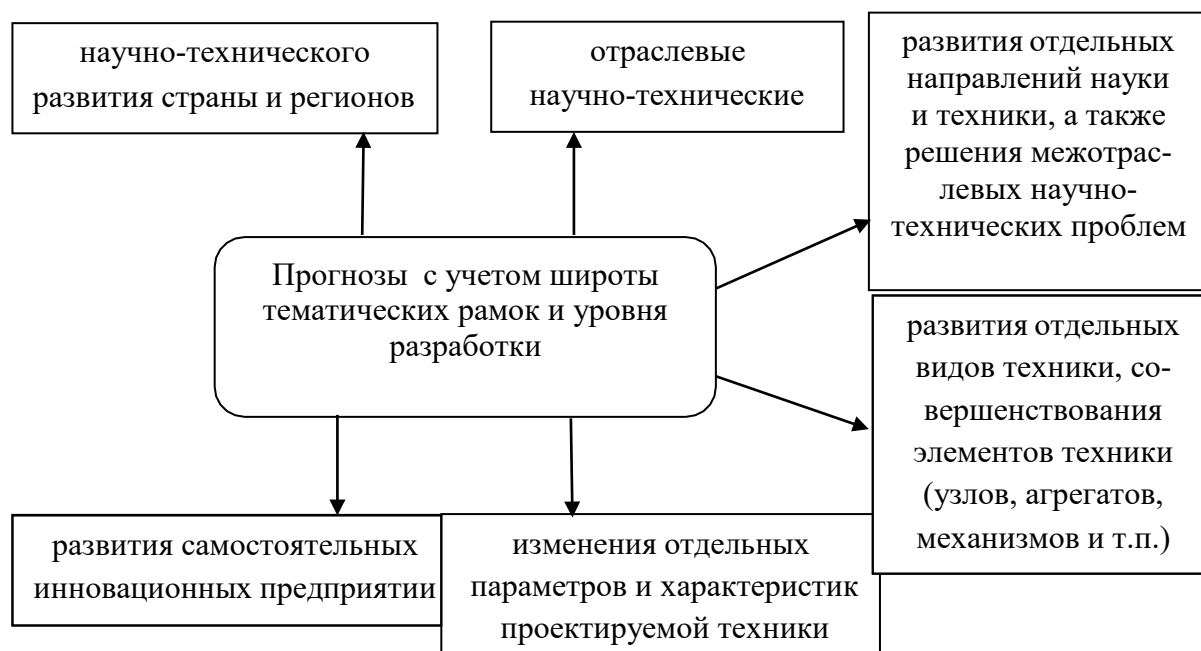 научно-технического
развития страны и регионов
отраслевые
научно-технические
развития отдельных
направлений науки
и техники, а также
решения межотрас-
левых научно-
технических проблем
Прогнозы с учетом широты
тематических рамок и уровня
разработки
развития отдельных
видов техники, со-
вершенствования
элементов техники
(узлов, агрегатов,
механизмов и т.п.)
развития самостоятельных
инновационных предприятии
изменения отдельных
параметров и характеристик
проектируемой техники